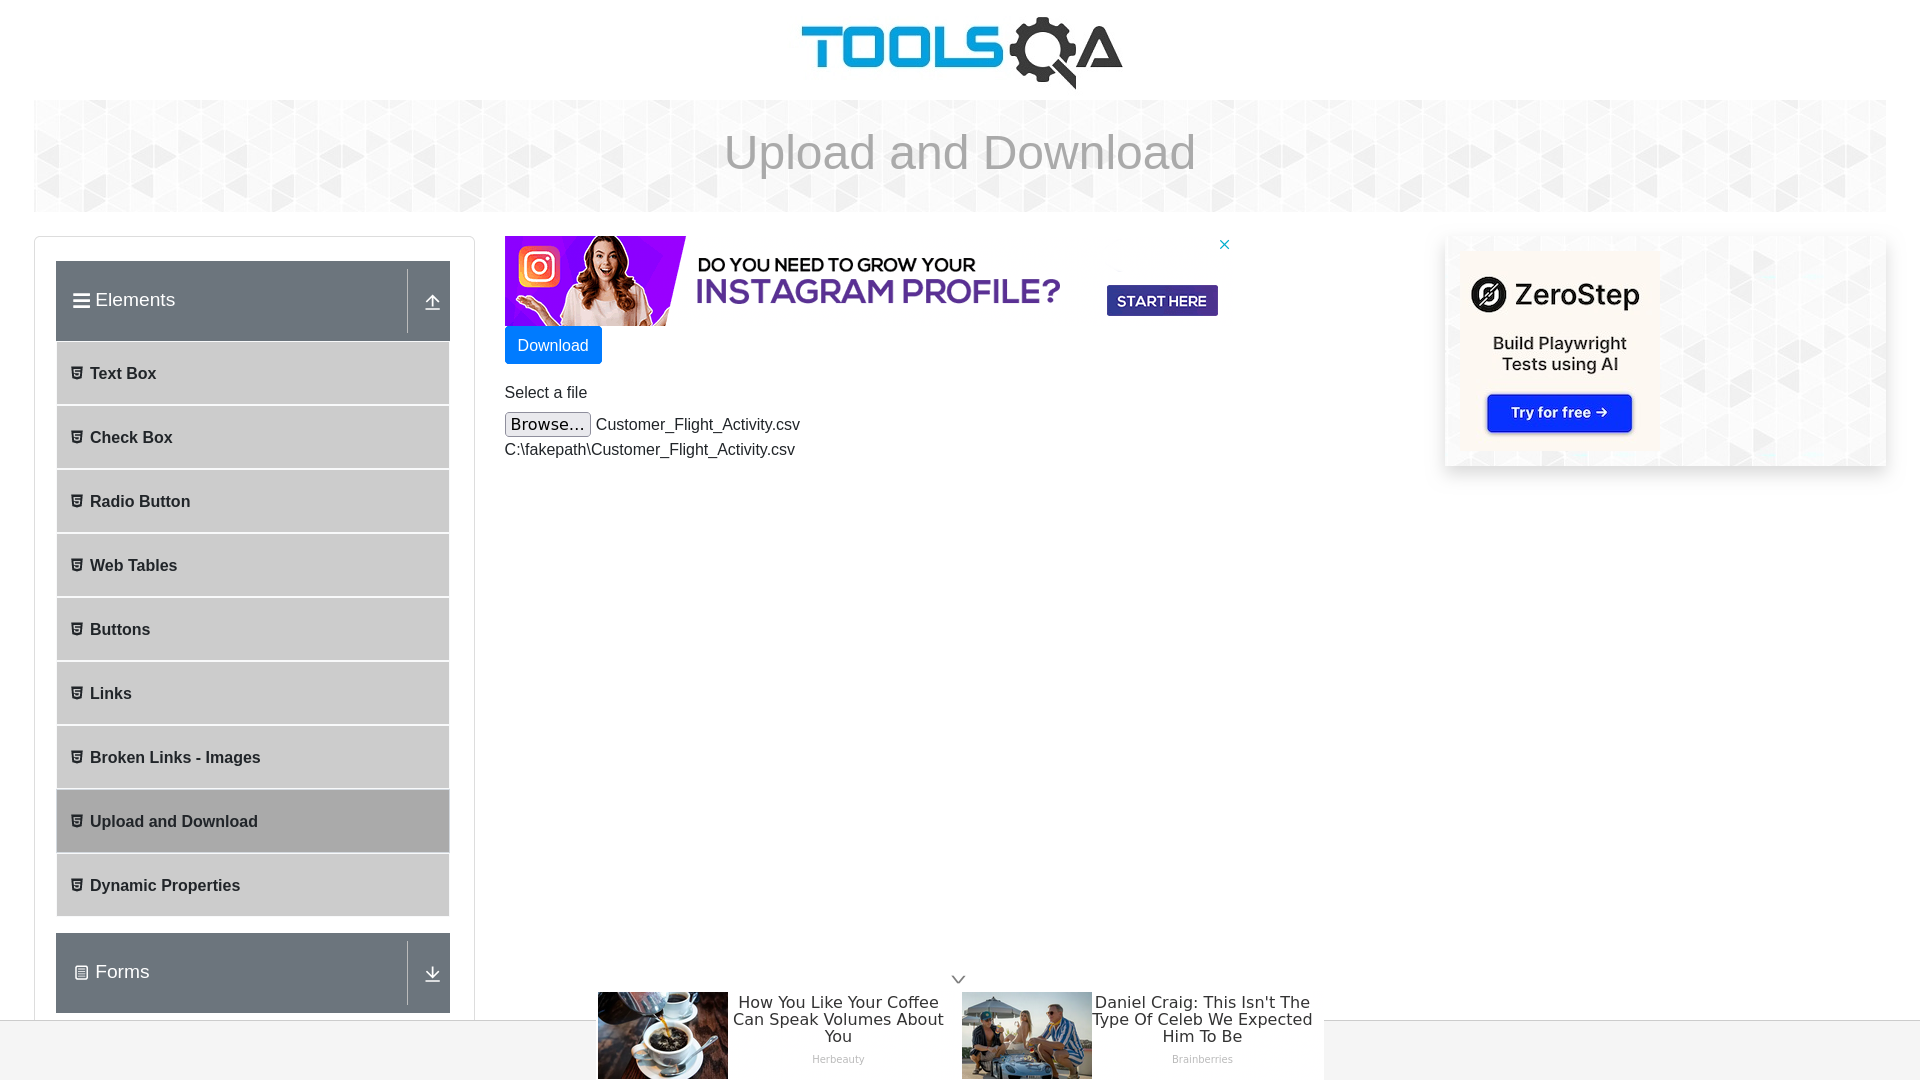 TOOLSQA
Upload and Download
Elements
Text Box
Check Box
Radio Button
Web Tables
Buttons
Links
Broken Links - Images
Upload and Download
Dynamic Properties
Forms
DO YOU NEED TO GROW YOUR
INSTAGRAM PROFILE?
START HERE
Download
Select a file
Browse... Customer_Flight_Activity.csv
C:\fakepath\Customer_Flight_Activity.csv
ZeroStep
Build Playwright
Tests using AI
Try for free →
How You Like Your Coffee
Can Speak Volumes About
You
Herbeauty
Daniel Craig: This Isn't The
Type Of Celeb We Expected
Him To Be
Brainberries